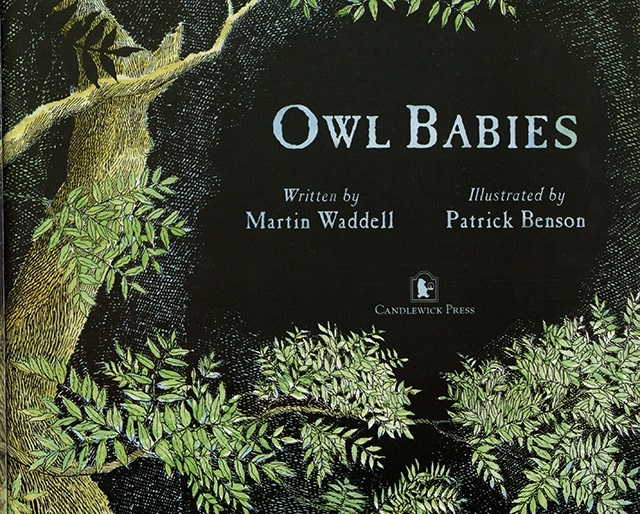 OWL BABIES
Written by
Martin Waddell
Illustrated by
Patrick Benson
CANDLEWICK PRESS